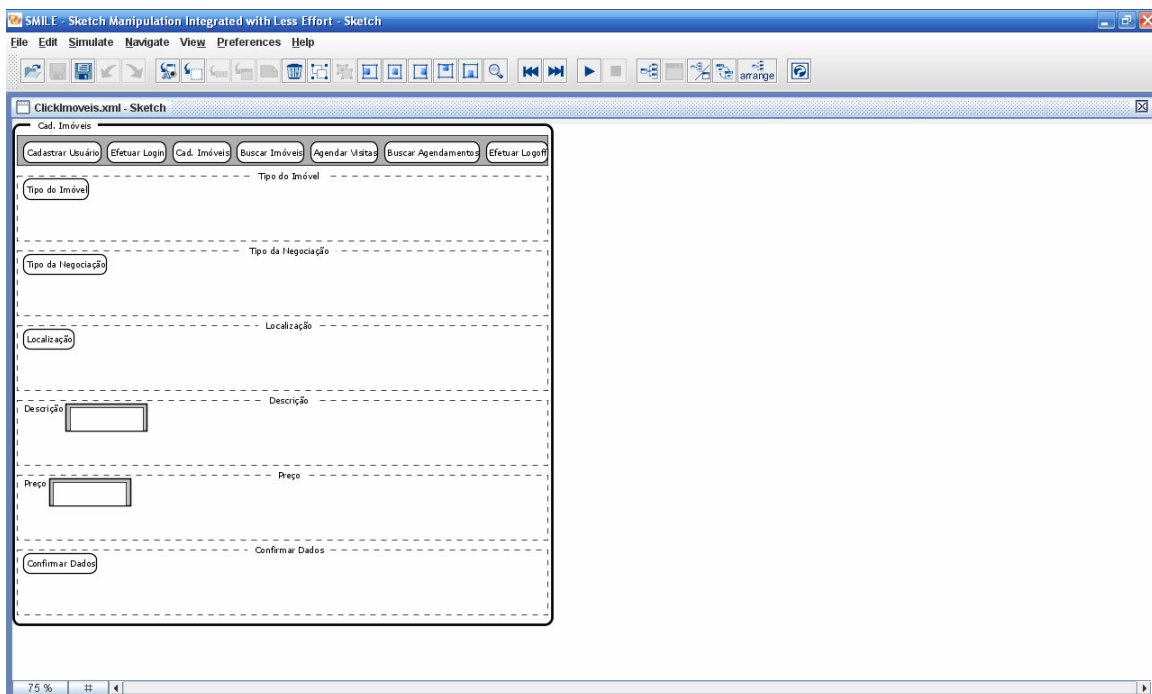 SMILE - Sketch Manipulation Integrated with Less Effort - Sketch
File Edit Simulate Navigate View Preferences Help
arrange
ClickImoveis.xml - Sketch
Cad. Imóveis
Cadastrar Usuário Efetuar Login Cad. Imóveis Buscar Imóveis Agendar Visitas Buscar Agendamentos Efetuar Logoff
Tipo do Imóvel
Tipo do Imóvel
Tipo da Negociação
Tipo da Negociação
Localização
Localização
Descrição
Descrição
Preço
Preço
Confirmar Dados
Confirmar Dados
75 % #